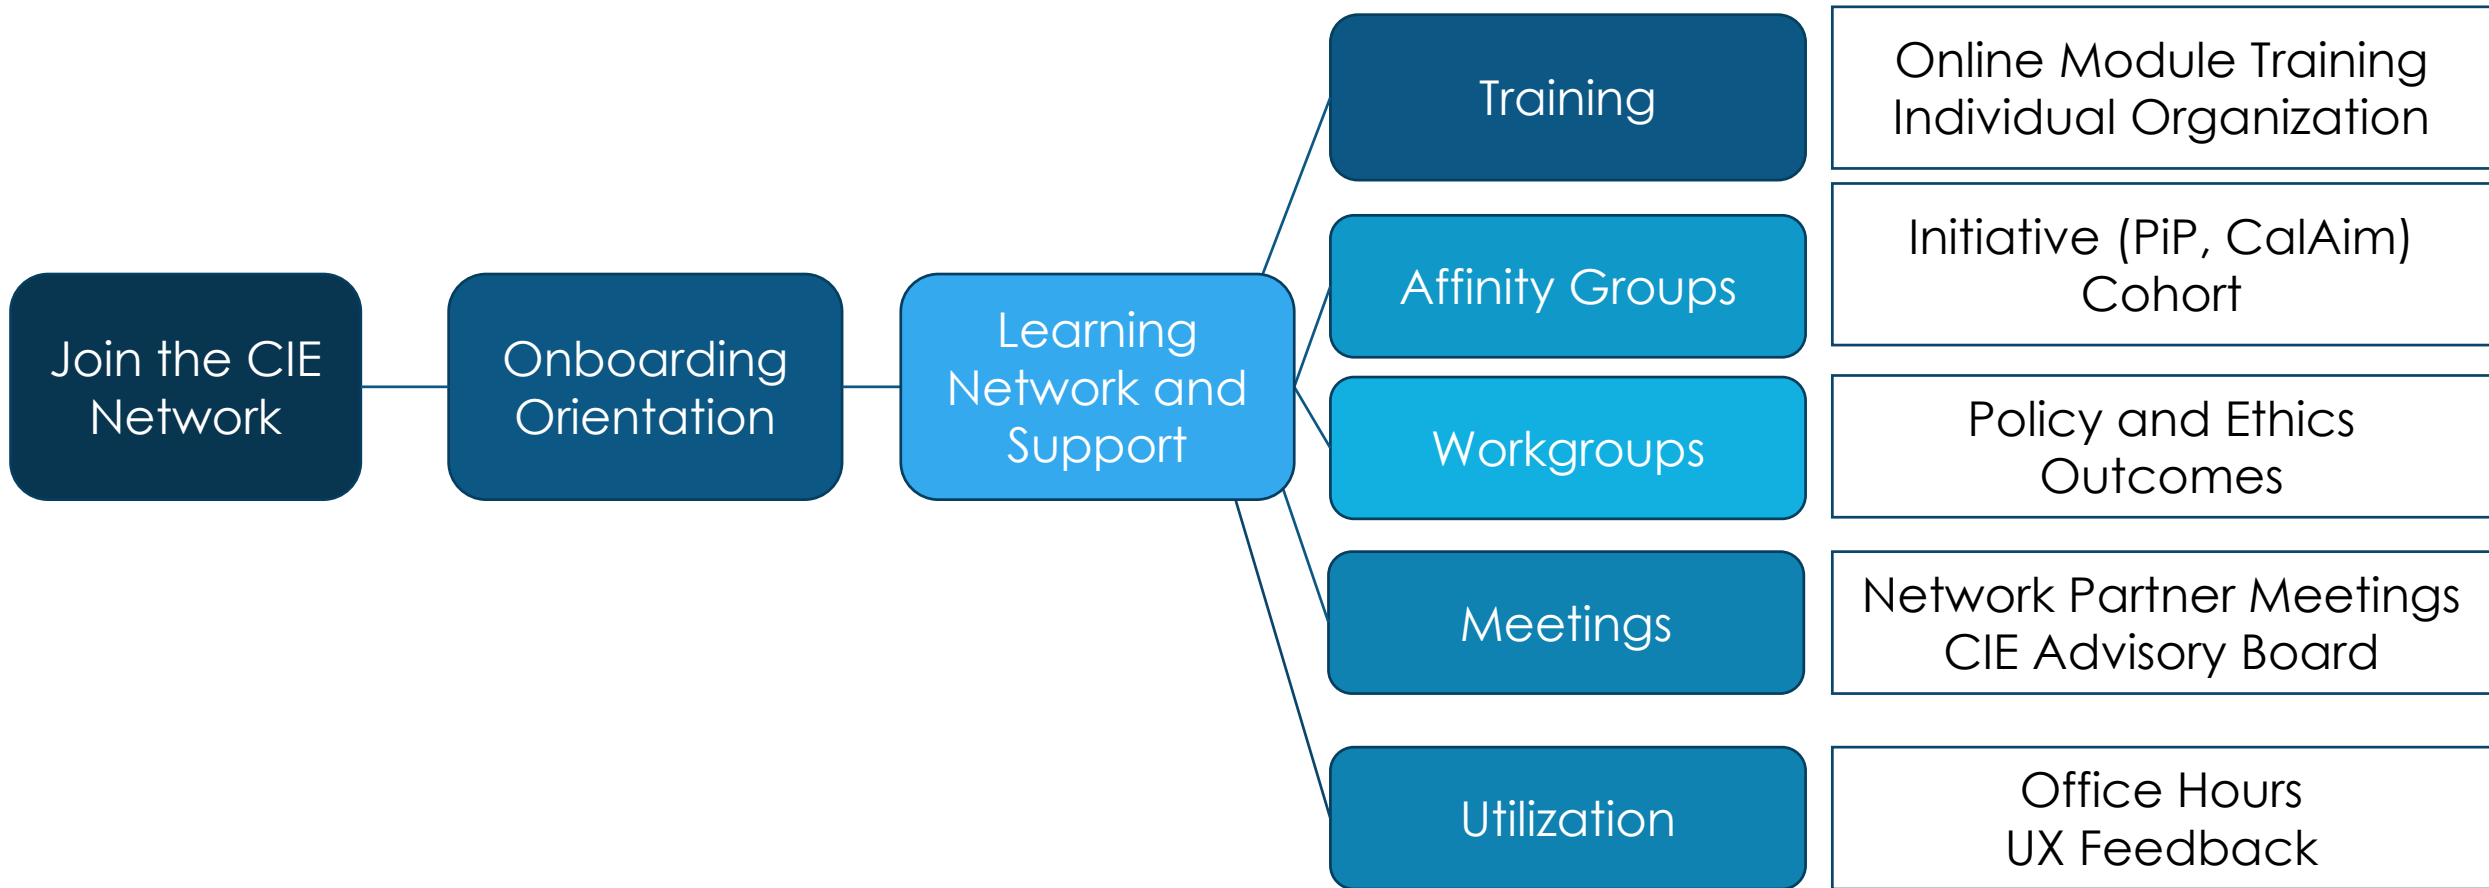 Join the CIE
Network
Onboarding
Orientation
Learning
Network and
Support
Training
Online Module Training
Individual Organization
Affinity Groups
Initiative (PiP, CalAim)
Cohort
Workgroups
Policy and Ethics
Outcomes
Meetings
Network Partner Meetings
CIE Advisory Board
Utilization
Office Hours
UX Feedback